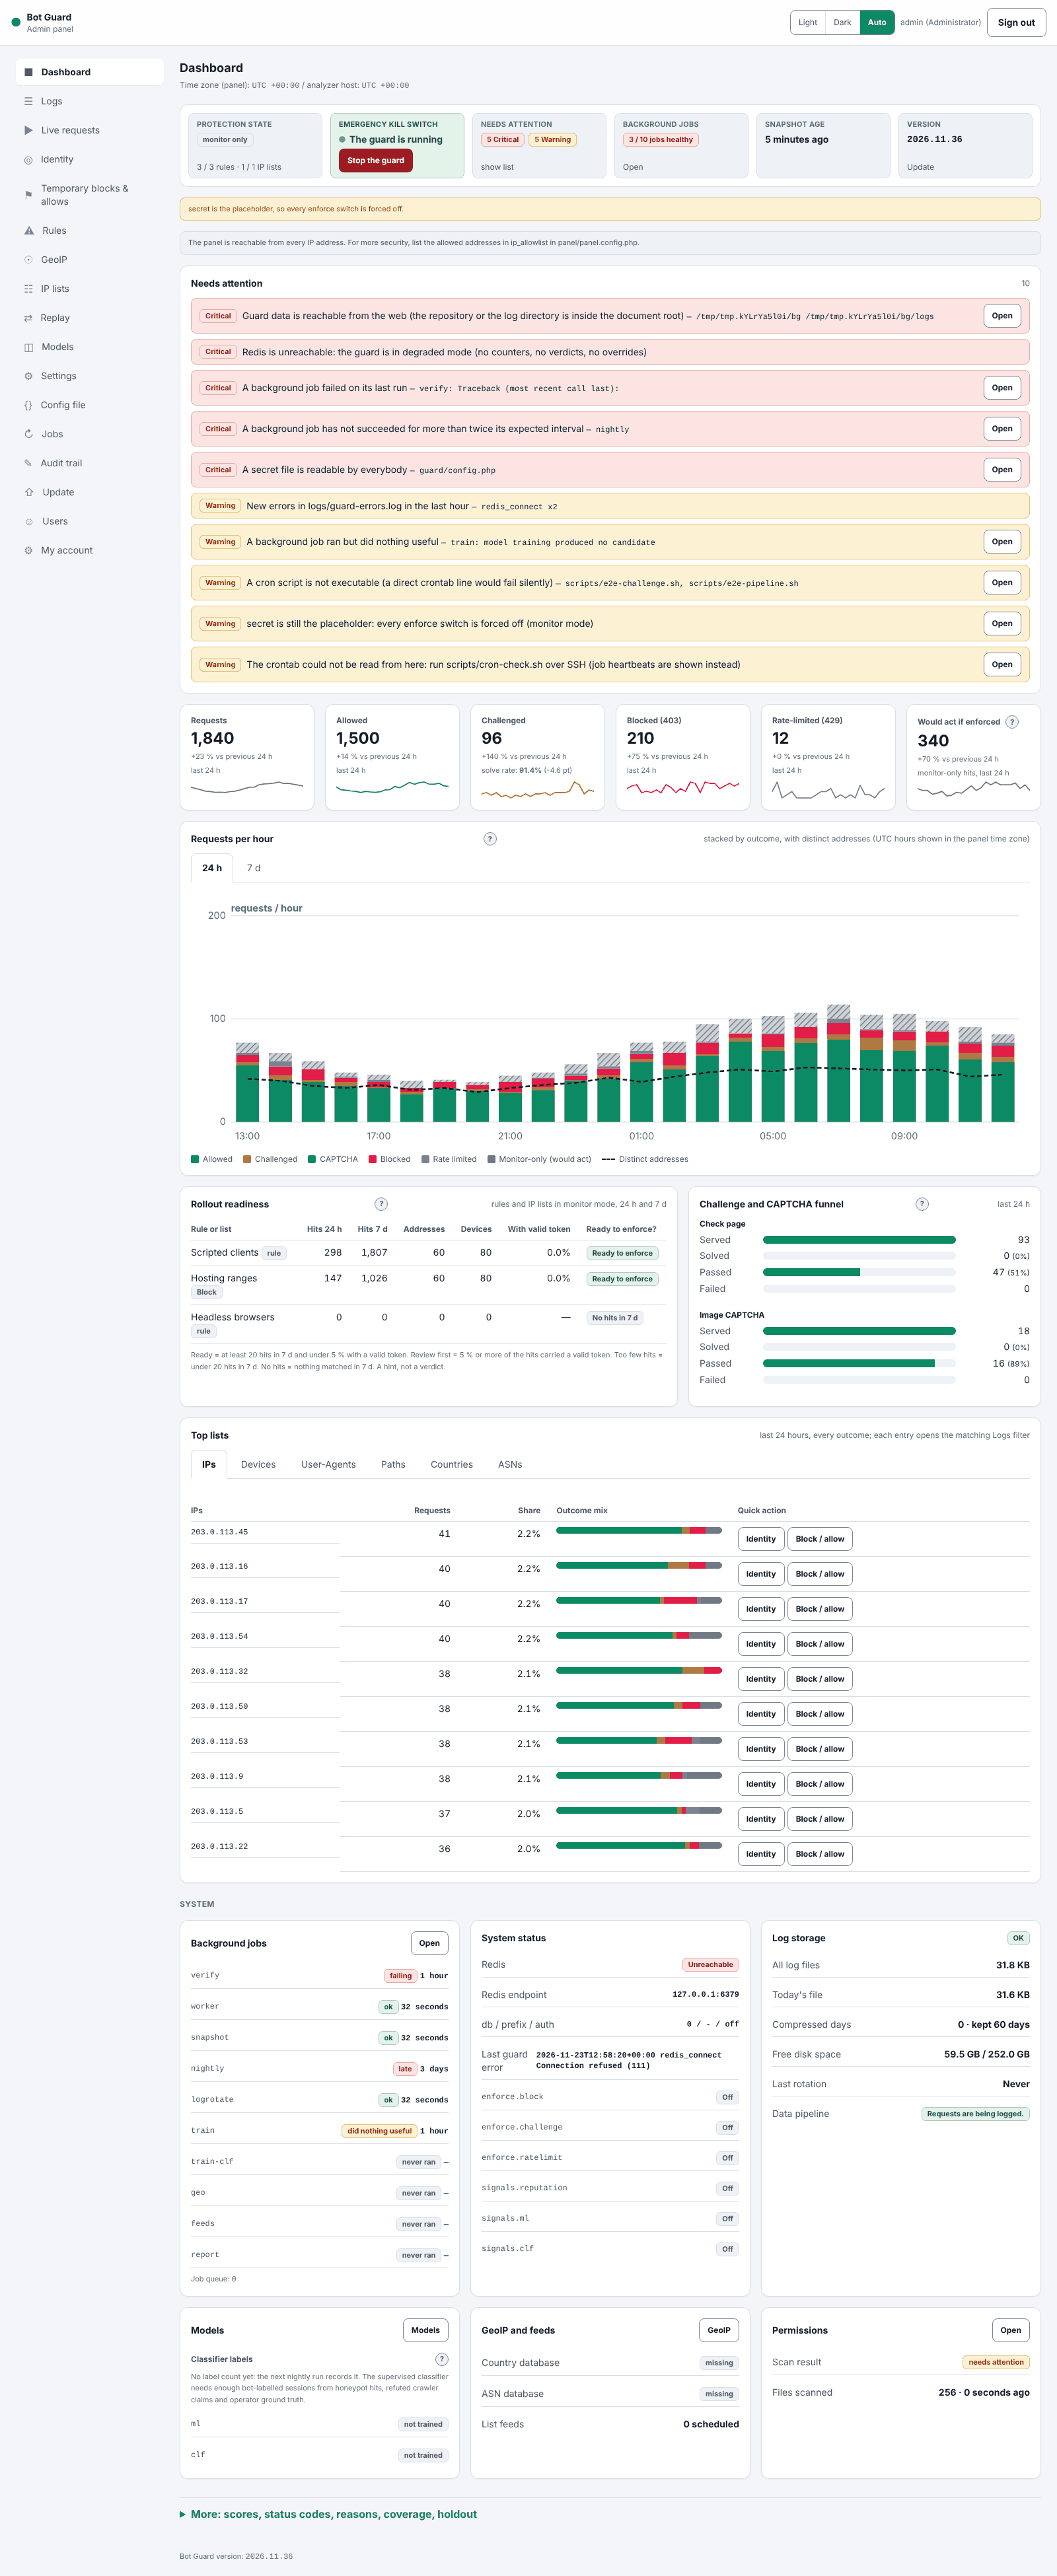 Bot Guard
Admin panel
Light Dark Auto admin (Administrator) Sign out
Dashboard
Logs
Live requests
Identity
Temporary blocks &
allows
Rules
GeoIP
IP lists
Replay
Models
Settings
Config file
Jobs
Audit trail
Update
Users
My account
Dashboard
Time zone (panel): UTC +00:00 / analyzer host: UTC +00:00
PROTECTION STATE
monitor only
3 / 3 rules · 1 / 1 IP lists
EMERGENCY KILL SWITCH
The guard is running
Stop the guard
NEEDS ATTENTION
5 Critical 5 Warning
show list
BACKGROUND JOBS
3 / 10 jobs healthy
Open
SNAPSHOT AGE
5 minutes ago
VERSION
2026.11.36
Update
secret is the placeholder, so every enforce switch is forced off.
The panel is reachable from every IP address. For more security, list the allowed addresses in ip_allowlist in panel/panel.config.php.
Needs attention 10
Critical Guard data is reachable from the web (the repository or the log directory is inside the document root) — /tmp/tmp.kYLrYa5l0i/bg /tmp/tmp.kYLrYa5l0i/bg/logs Open
Critical Redis is unreachable: the guard is in degraded mode (no counters, no verdicts, no overrides)
Critical A background job failed on its last run — verify: Traceback (most recent call last): Open
Critical A background job has not succeeded for more than twice its expected interval — nightly Open
Critical A secret file is readable by everybody — guard/config.php Open
Warning New errors in logs/guard-errors.log in the last hour — redis_connect x2
Warning A background job ran but did nothing useful — train: model training produced no candidate Open
Warning A cron script is not executable (a direct crontab line would fail silently) — scripts/e2e-challenge.sh, scripts/e2e-pipeline.sh Open
Warning secret is still the placeholder: every enforce switch is forced off (monitor mode) Open
Warning The crontab could not be read from here: run scripts/cron-check.sh over SSH (job heartbeats are shown instead) Open
Requests
1,840
+23 % vs previous 24 h
last 24 h
Allowed
1,500
+14 % vs previous 24 h
last 24 h
Challenged
96
+140 % vs previous 24 h
solve rate: 91.4% (−4.6 pt)
Blocked (403)
210
+75 % vs previous 24 h
last 24 h
Rate-limited (429)
12
+0 % vs previous 24 h
last 24 h
Would act if enforced ?
340
+70 % vs previous 24 h
monitor-only hits, last 24 h
Requests per hour ? stacked by outcome, with distinct addresses (UTC hours shown in the panel time zone)
24 h 7 d
requests / hour
200
100
0
13:00 17:00 21:00 01:00 05:00 09:00
Allowed Challenged CAPTCHA Blocked Rate limited Monitor-only (would act) Distinct addresses
Rollout readiness ? rules and IP lists in monitor mode, 24 h and 7 d
Rule or list Hits 24 h Hits 7 d Addresses Devices With valid token Ready to enforce?
Scripted clients rule 298 1,807 60 80 0.0% Ready to enforce
Hosting ranges 147 1,026 60 80 0.0% Ready to enforce
Block
Headless browsers 0 0 0 0 — No hits in 7 d
rule
Ready = at least 20 hits in 7 d and under 5 % with a valid token. Review first = 5 % or more of the hits carried a valid token. Too few hits =
under 20 hits in 7 d. No hits = nothing matched in 7 d. A hint, not a verdict.
Challenge and CAPTCHA funnel ? last 24 h
Check page
Served 93
Solved 0 (0%)
Passed 47 (51%)
Failed 0
Image CAPTCHA
Served 18
Solved 0 (0%)
Passed 16 (89%)
Failed 0
Top lists last 24 hours, every outcome; each entry opens the matching Logs filter
IPs Devices User-Agents Paths Countries ASNs
IPs Requests Share Outcome mix Quick action
203.0.113.45 41 2.2% Identity Block / allow
203.0.113.16 40 2.2% Identity Block / allow
203.0.113.17 40 2.2% Identity Block / allow
203.0.113.54 40 2.2% Identity Block / allow
203.0.113.32 38 2.1% Identity Block / allow
203.0.113.50 38 2.1% Identity Block / allow
203.0.113.53 38 2.1% Identity Block / allow
203.0.113.9 38 2.1% Identity Block / allow
203.0.113.5 37 2.0% Identity Block / allow
203.0.113.22 36 2.0% Identity Block / allow
SYSTEM
Background jobs Open
verify failing 1 hour
worker ok 32 seconds
snapshot ok 32 seconds
nightly late 3 days
logrotate ok 32 seconds
train did nothing useful 1 hour
train-clf never ran —
geo never ran —
feeds never ran —
report never ran —
Job queue: 0
System status
Redis Unreachable
Redis endpoint 127.0.0.1:6379
db / prefix / auth 0 / - / off
Last guard error 2026-11-23T12:58:20+00:00 redis_connect
Connection refused (111)
enforce.block Off
enforce.challenge Off
enforce.ratelimit Off
signals.reputation Off
signals.ml Off
signals.clf Off
Log storage OK
All log files 31.8 KB
Today's file 31.6 KB
Compressed days 0 · kept 60 days
Free disk space 59.5 GB / 252.0 GB
Last rotation Never
Data pipeline Requests are being logged.
Models Models
Classifier labels ?
No label count yet: the next nightly run records it. The supervised classifier
needs enough bot-labelled sessions from honeypot hits, refuted crawler
claims and operator ground truth.
ml not trained
clf not trained
GeoIP and feeds GeoIP
Country database missing
ASN database missing
List feeds 0 scheduled
Permissions Open
Scan result needs attention
Files scanned 256 · 0 seconds ago
More: scores, status codes, reasons, coverage, holdout
Bot Guard version: 2026.11.36